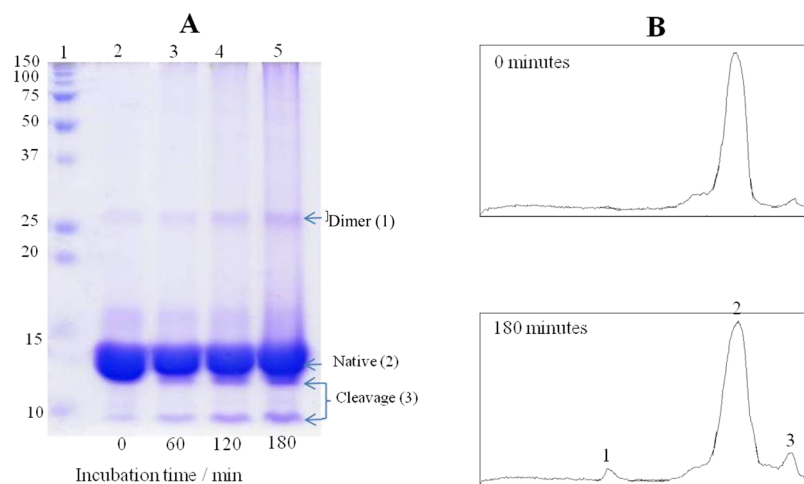 A
B
1 2 3 4 5
150
100
75
50
37
25
20
15
10
Dimer (1)
Native (2)
Cleavage (3)
0 60 120 180
Incubation time / min
0 minutes
180 minutes
1
2
3